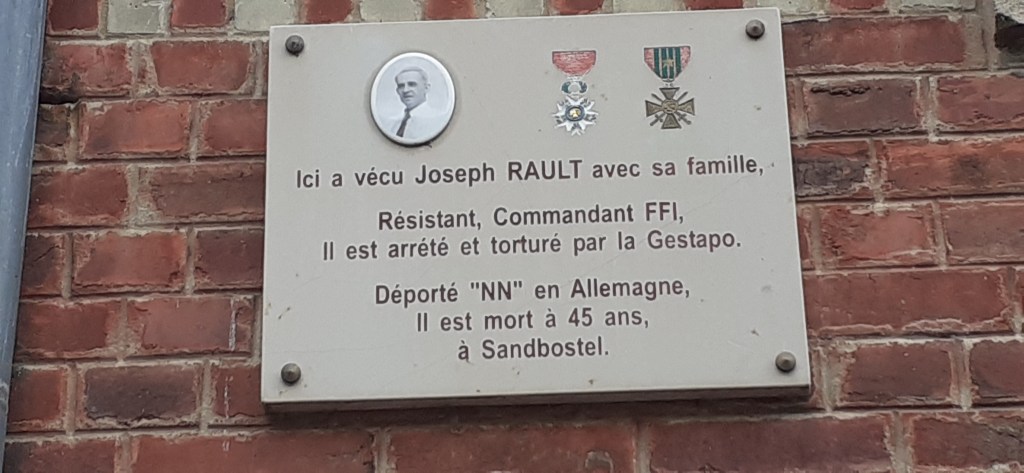 Ici a vécu Joseph RAULT avec sa famille,
Résistant, Commandant FFI,
Il est arrété et torturé par la Gestapo.
Déporté "NN" en Allemagne,
Il est mort à 45 ans,
à Sandbostel.